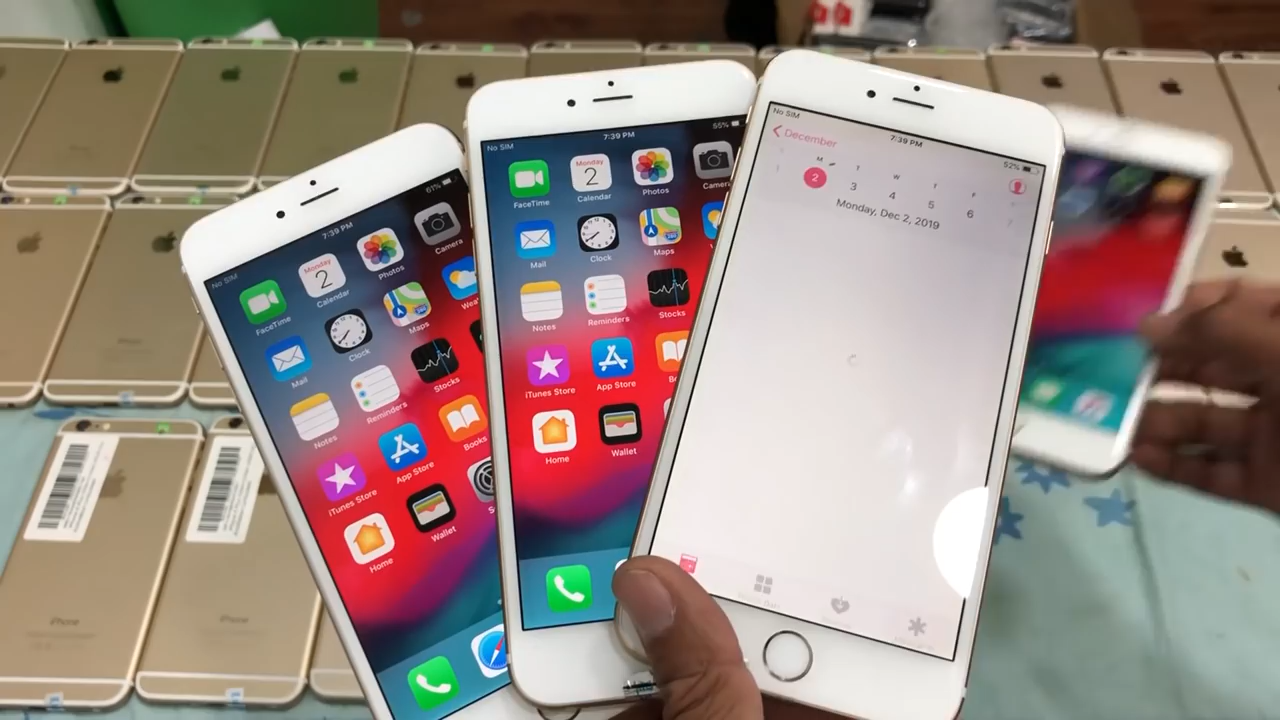 No SIM
7:39 PM
61%
FaceTime
Monday
2
Calendar
Photos
Camera
Mail
Clock
Maps
Notes
Reminders
Stocks
iTunes Store
App Store
Books
Home
Wallet
No SIM
7:39 PM
55%
FaceTime
Monday
2
Calendar
Photos
Camera
Mail
Clock
Maps
Notes
Reminders
Stocks
iTunes Store
App Store
Home
Wallet
No SIM
7:39 PM
52%
December
M T W T F
2 3 4 5 6
Monday, Dec 2, 2019
iPhone
iPhone